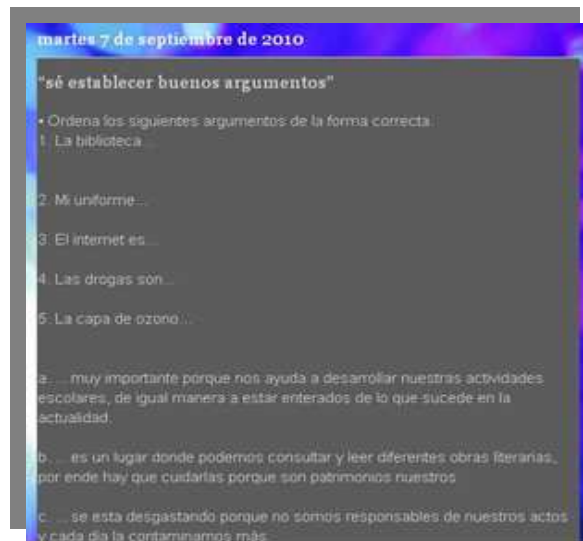 martes 7 de septiembre de 2010
"sé establecer buenos argumentos"
• Ordena los siguientes argumentos de la forma correcta.
1. La biblioteca...
2. Mi uniforme...
3. El internet es...
4. Las drogas son...
5. La capa de ozono...
a. ... muy importante porque nos ayuda a desarrollar nuestras actividades
escolares, de igual manera a estar enterados de lo que sucede en la
actualidad.
b. ... es un lugar donde podemos consultar y leer diferentes obras literarias,
por ende hay que cuidarlas porque son patrimonios nuestros
c. ... se esta desgastando porque no somos responsables de nuestros actos
y cada dia la contaminamos más.